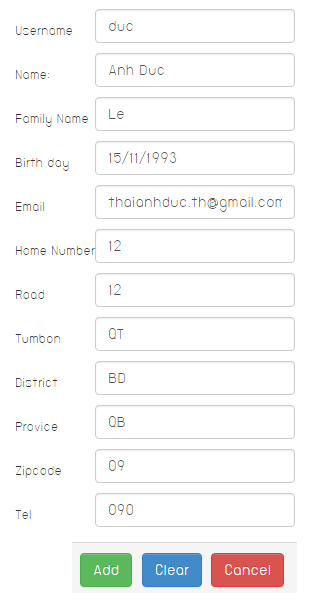 Username duc
Name: Anh Duc
Family Name Le
Birth day 15/11/1993
Email thaianhduc.th@gmail.com
Home Number 12
Road 12
Tumbon QT
District BD
Provice QB
Zipcode 09
Tel 090
Add Clear Cancel